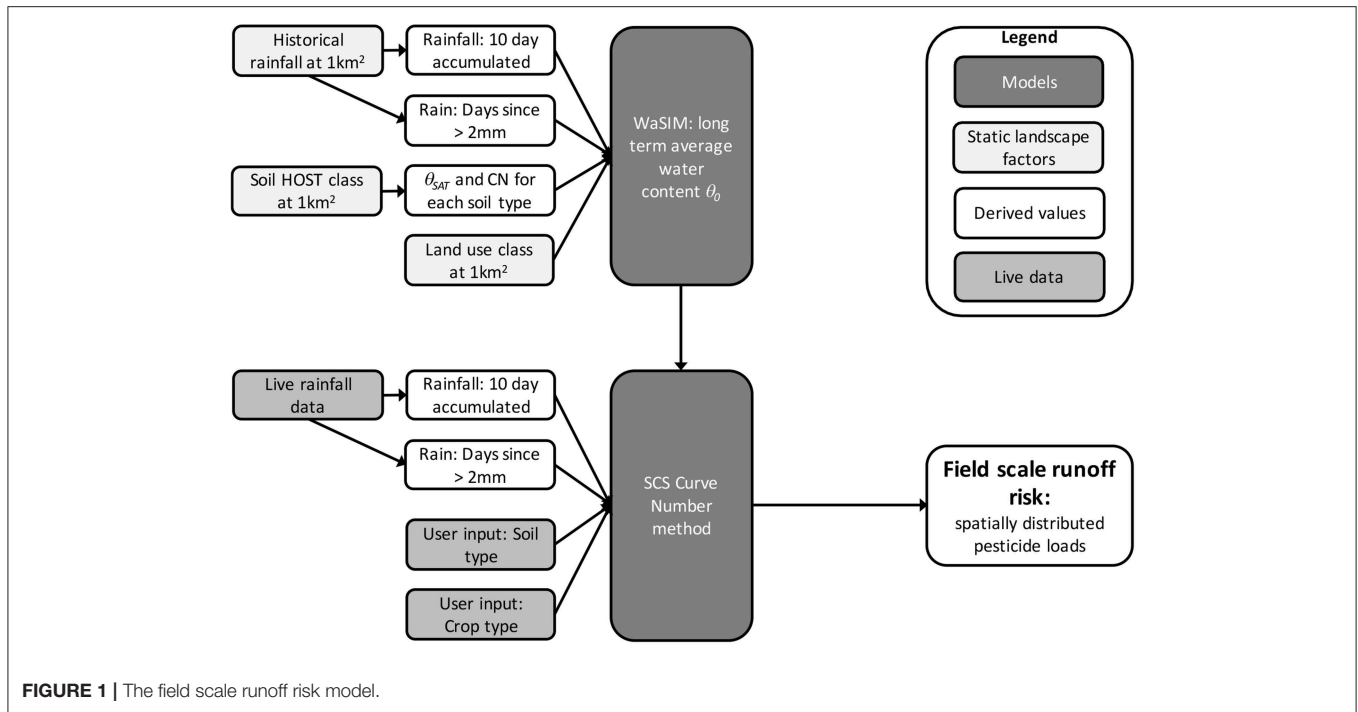 Historical
rainfall at 1km²
Rainfall: 10 day
accumulated
Rain: Days since
> 2mm
Soil HOST class
at 1km²
θSAT and CN for
each soil type
Land use class
at 1km²
WaSIM: long
term average
water
content θ0
Legend
Models
Static landscape
factors
Derived values
Live data
Live rainfall
data
Rainfall: 10 day
accumulated
Rain: Days since
> 2mm
User input: Soil
type
User input:
Crop type
SCS Curve
Number
method
Field scale runoff
risk:
spatially distributed
pesticide loads
FIGURE 1 | The field scale runoff risk model.